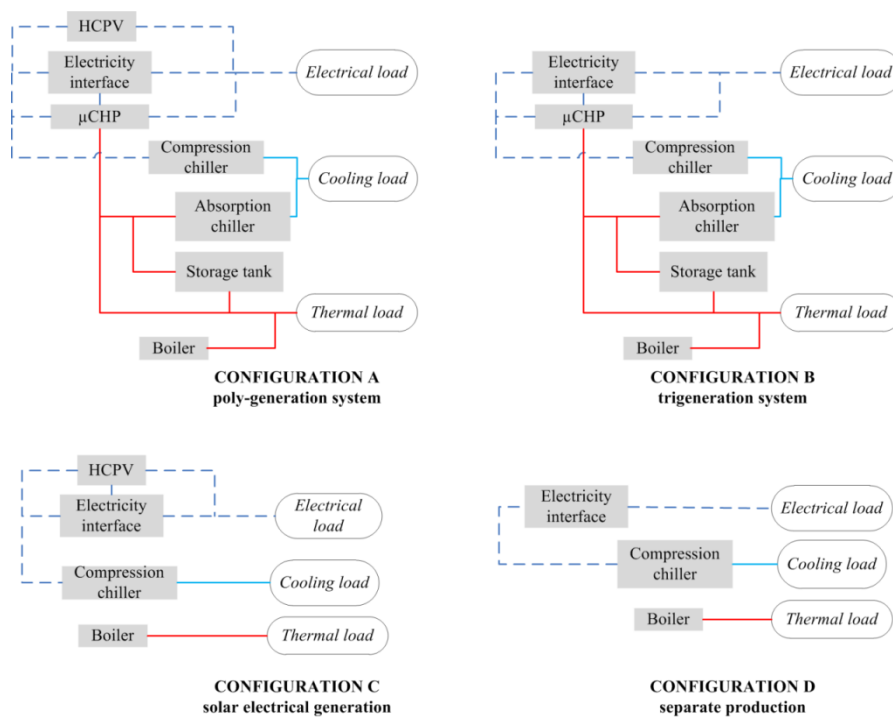 HCPV
Electricity
interface
Electrical load
µCHP
Compression
chiller
Cooling load
Absorption
chiller
Storage tank
Thermal load
Boiler
CONFIGURATION A
poly-generation system
Electricity
interface
Electrical load
µCHP
Compression
chiller
Cooling load
Absorption
chiller
Storage tank
Thermal load
Boiler
CONFIGURATION B
trigeneration system
HCPV
Electricity
interface
Electrical
load
Compression
chiller
Cooling load
Boiler
Thermal load
CONFIGURATION C
solar electrical generation
Electricity
interface
Electrical load
Compression
chiller
Cooling load
Boiler
Thermal load
CONFIGURATION D
separate production